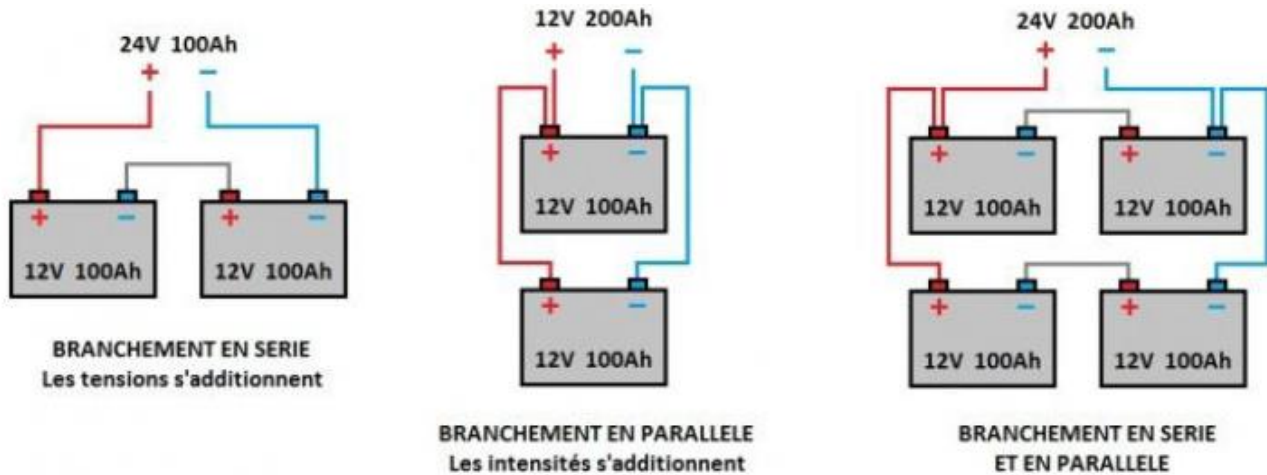 24V 100Ah
+ −
+ − + −
12V 100Ah 12V 100Ah
BRANCHEMENT EN SERIE
Les tensions s'additionnent
12V 200Ah
+ −
+ −
12V 100Ah
+ −
12V 100Ah
BRANCHEMENT EN PARALLELE
Les intensités s'additionnent
24V 200Ah
+ −
+ − + −
12V 100Ah 12V 100Ah
+ − + −
12V 100Ah 12V 100Ah
BRANCHEMENT EN SERIE
ET EN PARALLELE